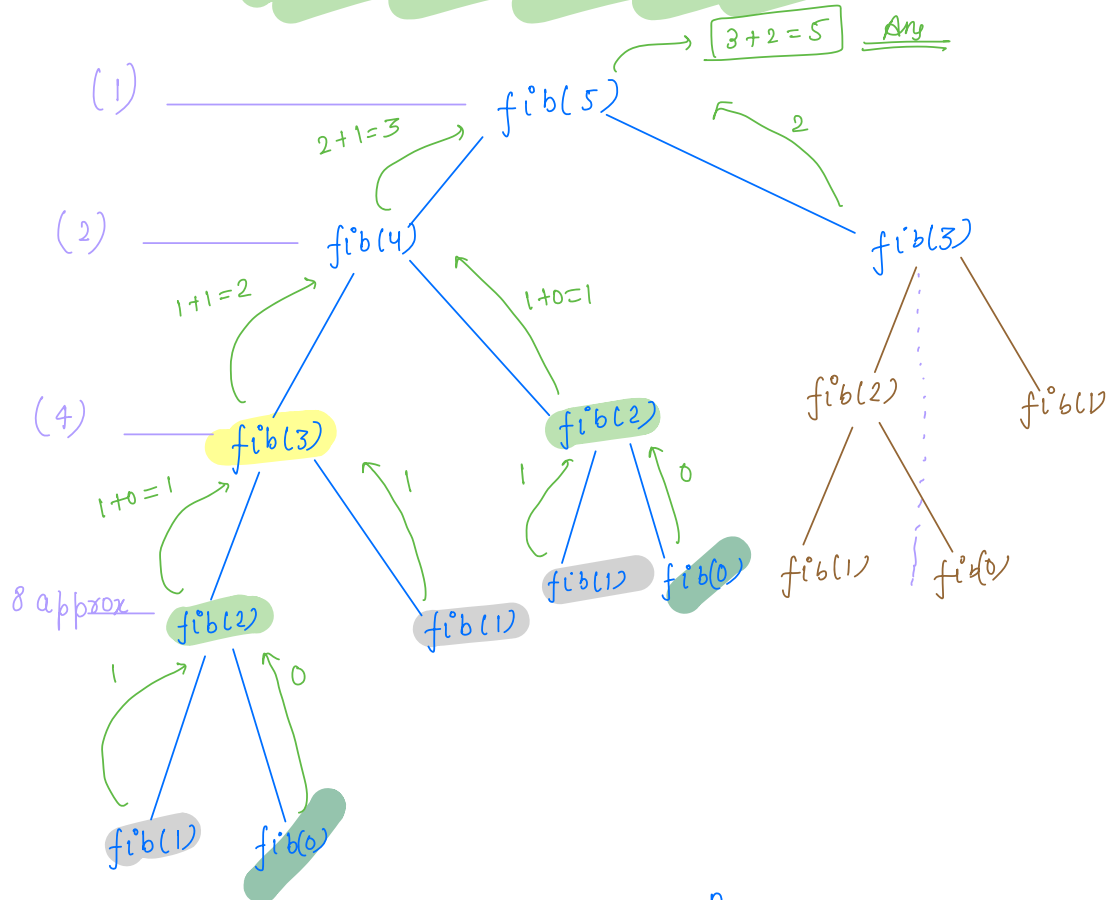 3+2=5 Ans
(1) fib(5)
2+1=3
2
(2) fib(4) fib(3)
1+1=2
1+0=1
fib(2) fib(1)
(4) fib(3) fib(2)
1+0=1
1
1
0
fib(1) fib(0) fib(1) fib(0)
8 approx fib(2) fib(1)
1
0
fib(1) fib(0)